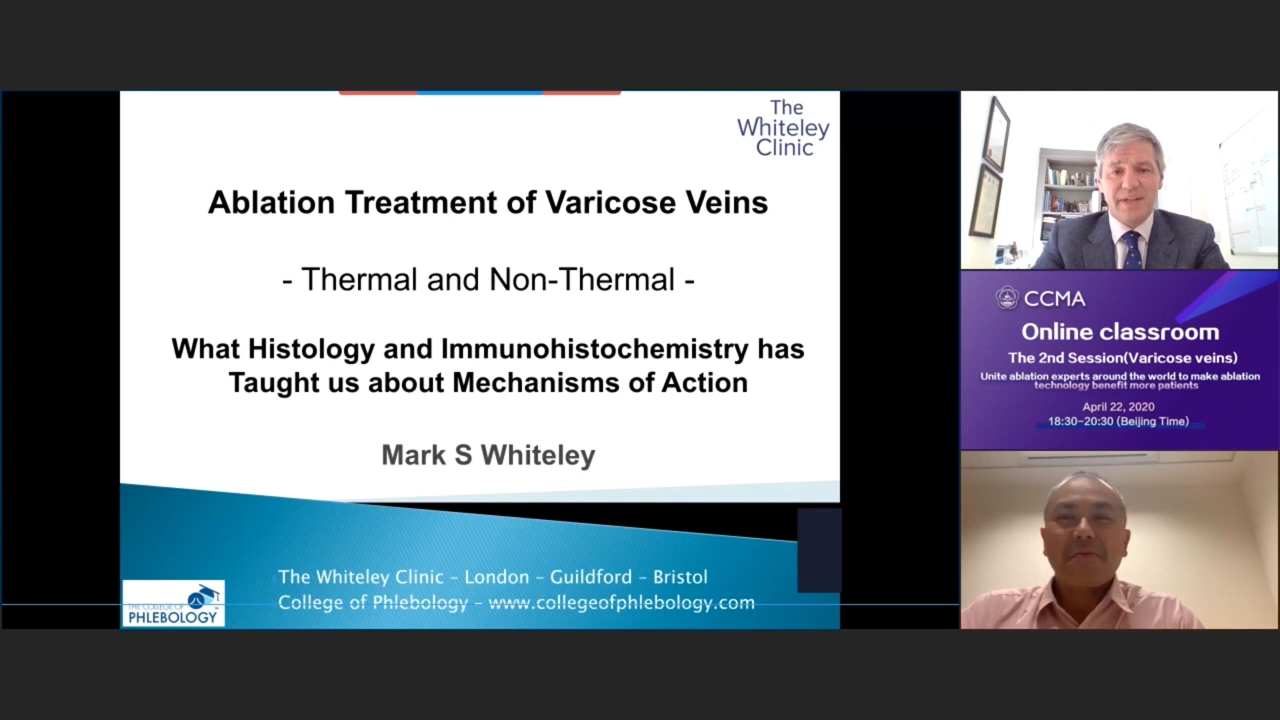 The
Whiteley
Clinic
Ablation Treatment of Varicose Veins
- Thermal and Non-Thermal -
What Histology and Immunohistochemistry has
Taught us about Mechanisms of Action
Mark S Whiteley
The Whiteley Clinic – London – Guildford – Bristol
College of Phlebology – www.collegeofphlebology.com
THE COLLEGE OF
PHLEBOLOGY
CCMA
Online classroom
The 2nd Session(Varicose veins)
Unite ablation experts around the world to make ablation
technology benefit more patients
April 22, 2020
18:30-20:30 (Beijing Time)